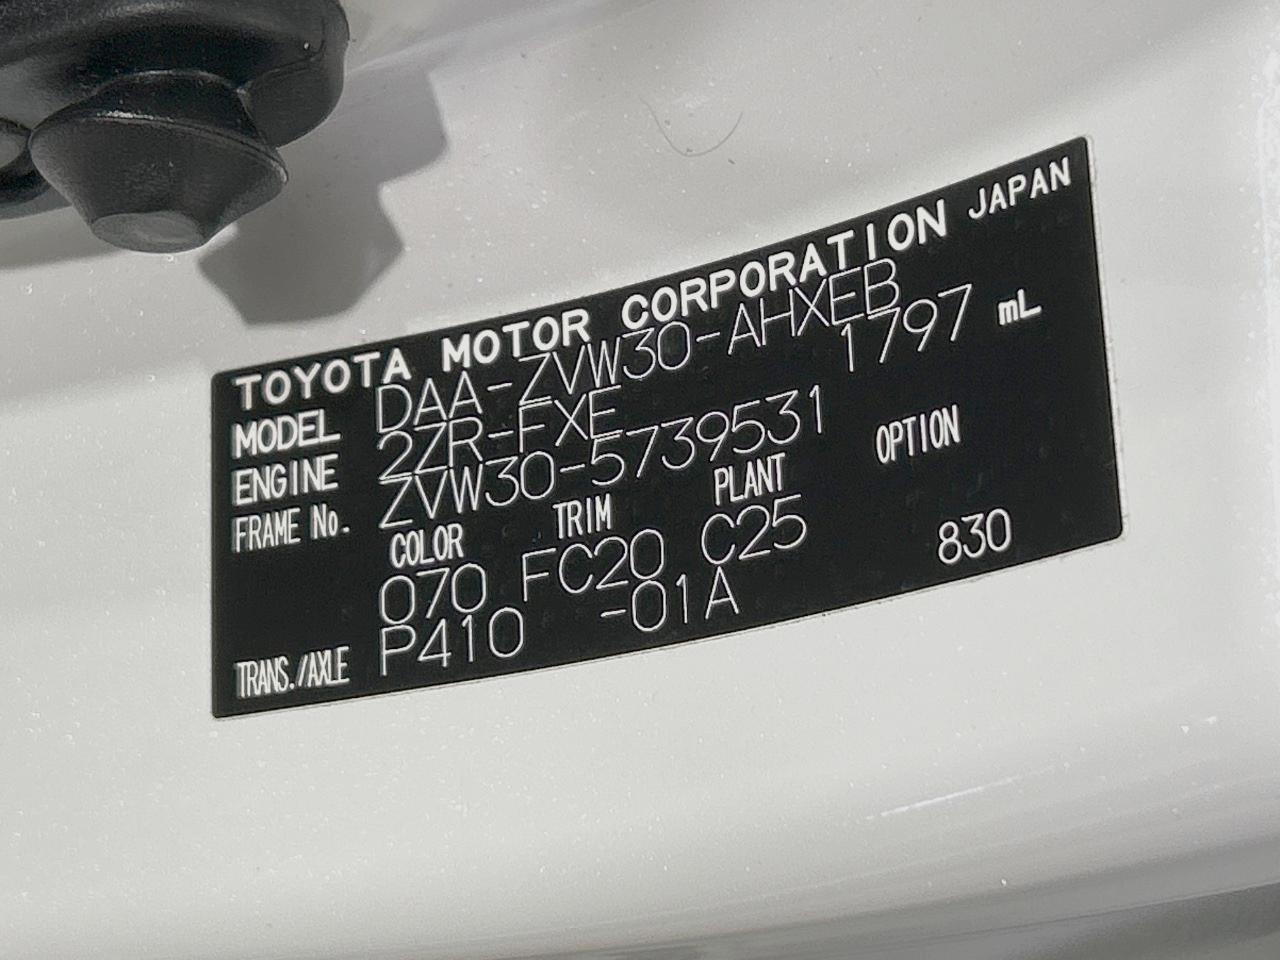 TOYOTA MOTOR CORPORATION JAPAN
MODEL DAA-ZVW30-AHXEB
ENGINE 2ZR-FXE 1797 mL
FRAME No. ZVW30-5739531
COLOR TRIM PLANT OPTION
070 FC20 C25 830
TRANS./AXLE P410 -01A